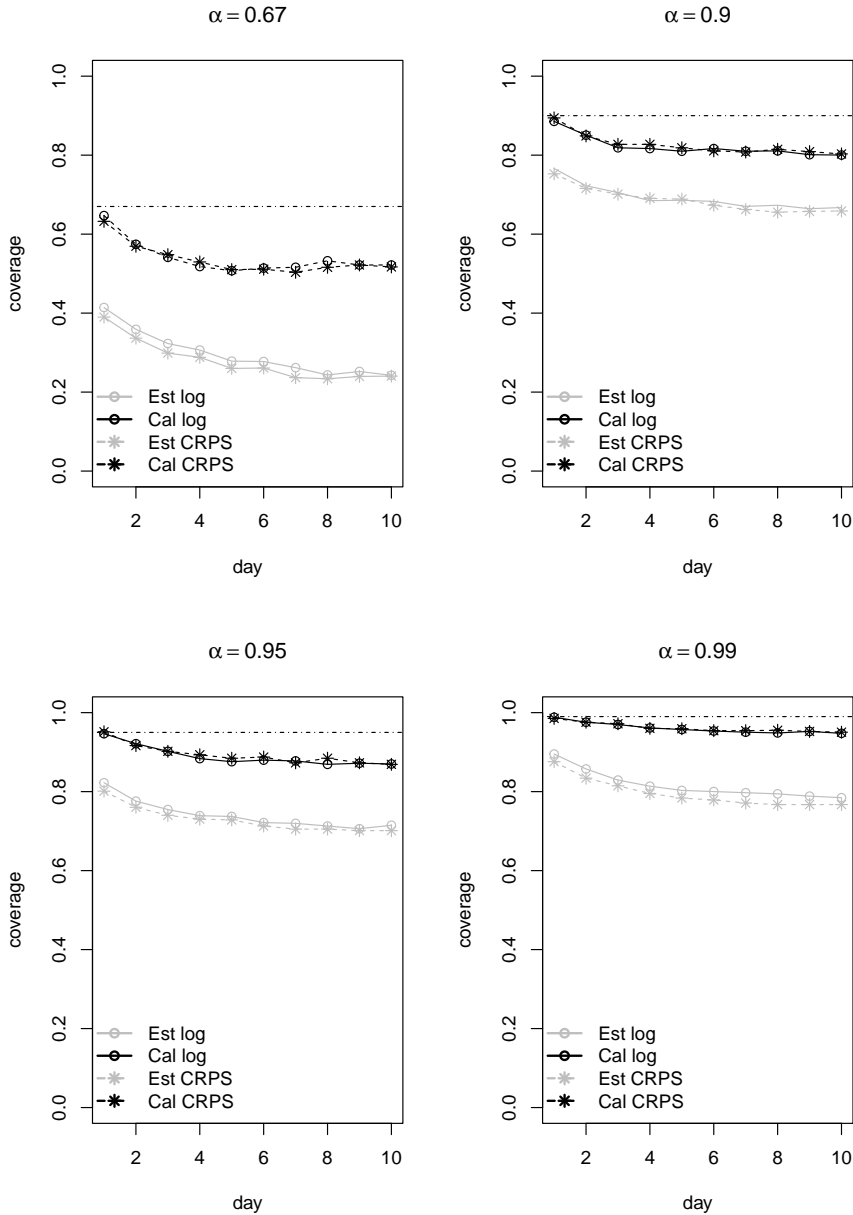 α = 0.67
coverage
0.0 0.2 0.4 0.6 0.8 1.0
Est log
Cal log
Est CRPS
Cal CRPS
2 4 6 8 10
day
α = 0.9
coverage
0.0 0.2 0.4 0.6 0.8 1.0
Est log
Cal log
Est CRPS
Cal CRPS
2 4 6 8 10
day
α = 0.95
coverage
0.0 0.2 0.4 0.6 0.8 1.0
Est log
Cal log
Est CRPS
Cal CRPS
2 4 6 8 10
day
α = 0.99
coverage
0.0 0.2 0.4 0.6 0.8 1.0
Est log
Cal log
Est CRPS
Cal CRPS
2 4 6 8 10
day